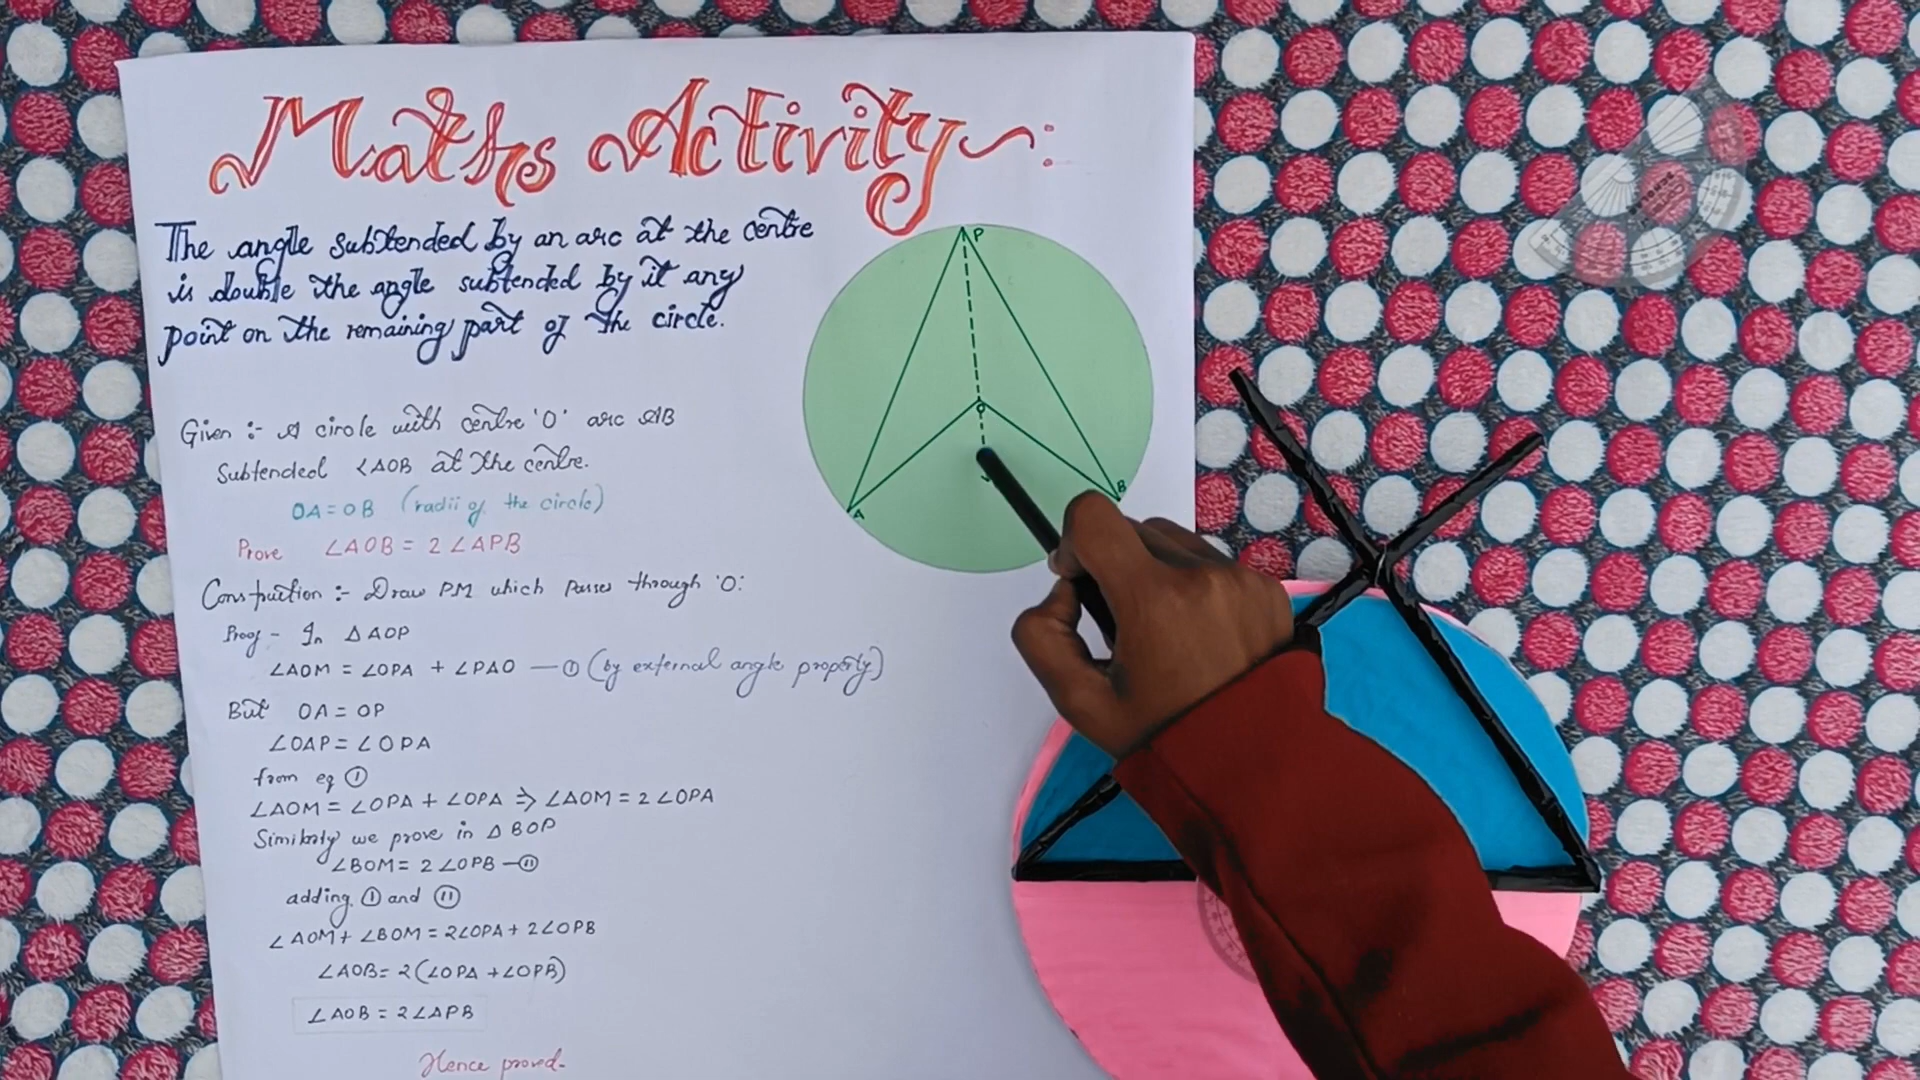 Maths Activity~:
The angle subtended by an arc at the centre
is double the angle subtended by it any
point on the remaining part of the circle.
Given :- A circle with centre 'O' arc AB
Subtended ∠AOB at the centre.
OA = OB (radii of the circle)
Prove ∠AOB = 2∠APB
Construction :- Draw PM which Passes through 'O'.
Proof - In △AOP
∠AOM = ∠OPA + ∠PAO — ① (by external angle property)
But OA = OP
∠OAP = ∠OPA
from eq ①
∠AOM = ∠OPA + ∠OPA ⇒ ∠AOM = 2∠OPA
Similarly we prove in △BOP
∠BOM = 2∠OPB — ⑪
adding ① and ⑪
∠AOM + ∠BOM = 2∠OPA + 2∠OPB
∠AOB = 2(∠OPA + ∠OPB)
∠AOB = 2∠APB
Hence proved-
P
O
A
B